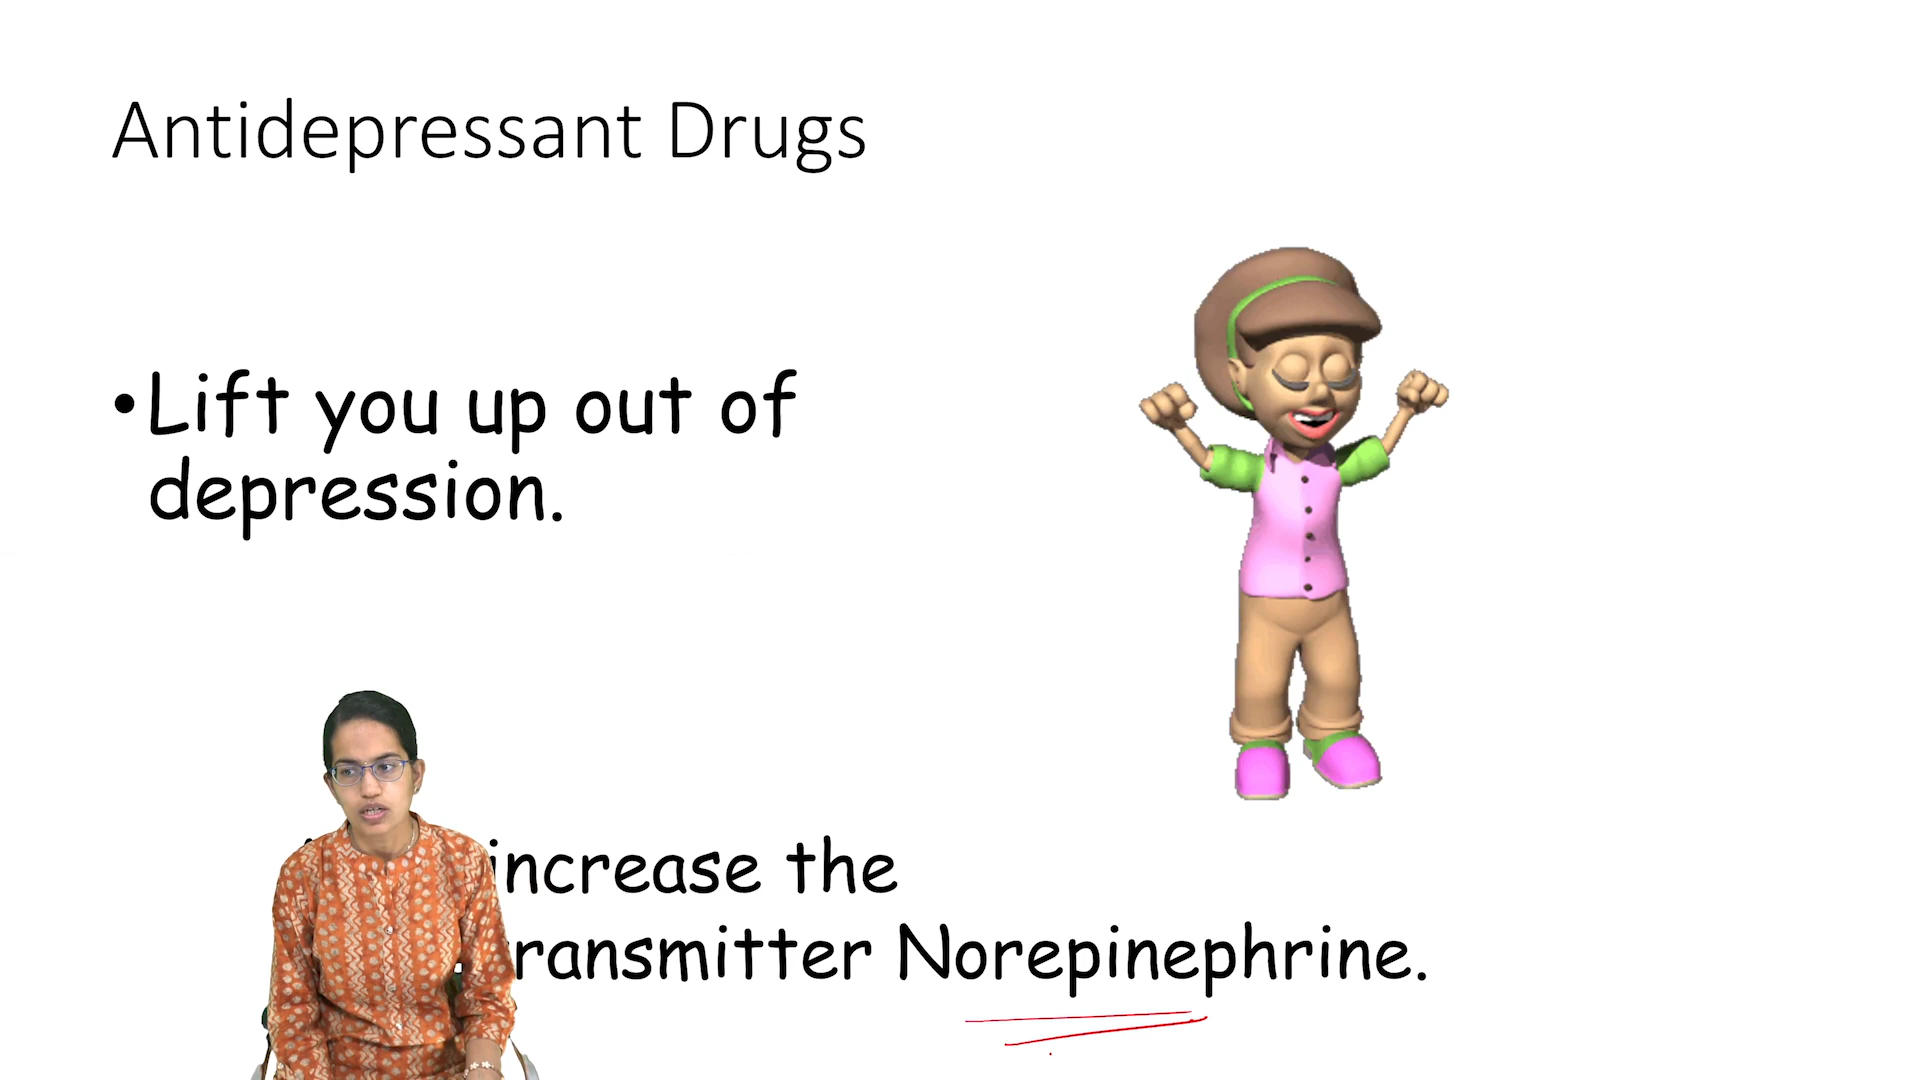 Antidepressant Drugs
•Lift you up out of
depression.
increase the
ransmitter Norepinephrine.